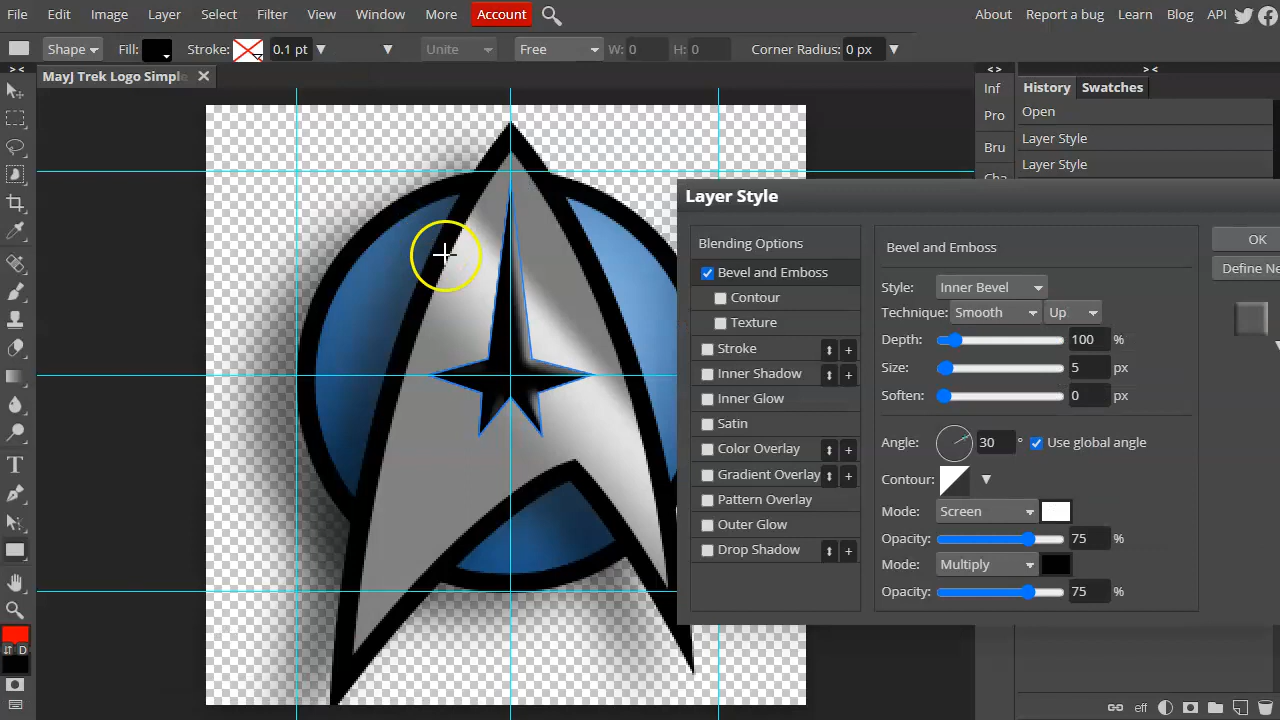 File Edit Image Layer Select Filter View Window More Account About Report a bug Learn Blog API
Shape Fill: Stroke: 0.1 pt Unite Free W: 0 H: 0 Corner Radius: 0 px
MayJ Trek Logo Simple
> <
< >
> <
Inf
Pro
Bru
Cha
History Swatches
Open
Layer Style
Layer Style
Layer Style
Blending Options
Bevel and Emboss
Contour
Texture
Stroke
Inner Shadow
Inner Glow
Satin
Color Overlay
Gradient Overlay
Pattern Overlay
Outer Glow
Drop Shadow
Bevel and Emboss
Style: Inner Bevel
Technique: Smooth Up
Depth: 100 %
Size: 5 px
Soften: 0 px
Angle: 30 ° Use global angle
Contour:
Mode: Screen
Opacity: 75 %
Mode: Multiply
Opacity: 75 %
OK
Define Ne
D
eff